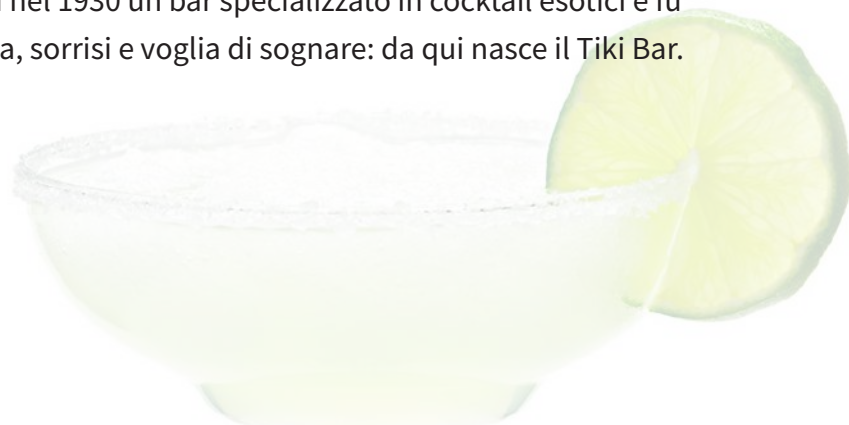 nel 1930 un bar specializzato in cocktail esotici e fu
a, sorrisi e voglia di sognare: da qui nasce il Tiki Bar.